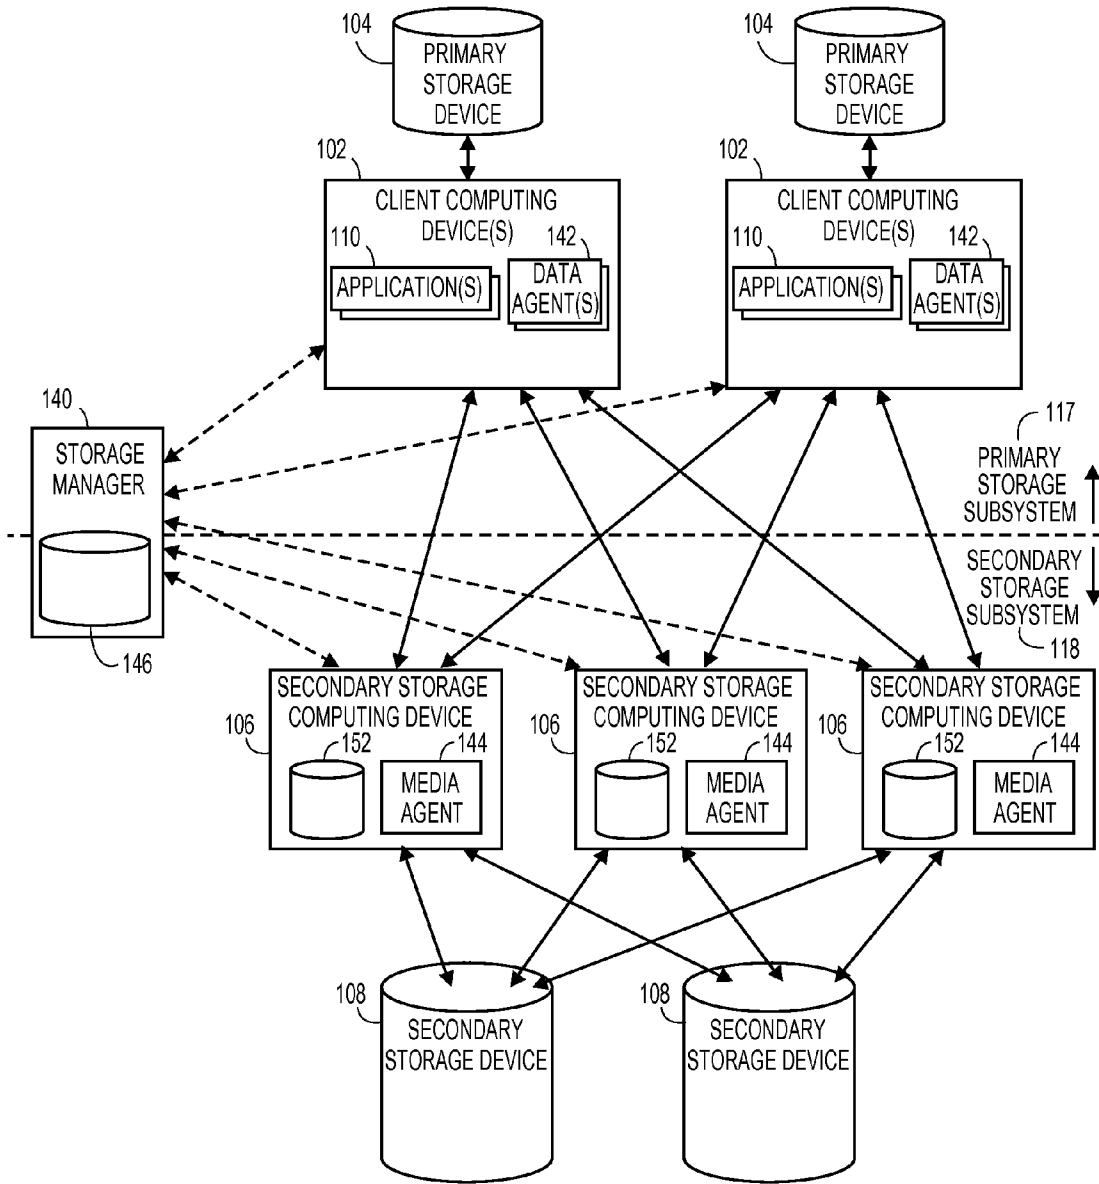 104
PRIMARY
STORAGE
DEVICE
104
PRIMARY
STORAGE
DEVICE
102
CLIENT COMPUTING
DEVICE(S)
110
142
APPLICATION(S)
DATA
AGENT(S)
102
CLIENT COMPUTING
DEVICE(S)
110
142
APPLICATION(S)
DATA
AGENT(S)
140
STORAGE
MANAGER
146
117
PRIMARY
STORAGE
SUBSYSTEM
SECONDARY
STORAGE
SUBSYSTEM
118
SECONDARY STORAGE
COMPUTING DEVICE
106
152
144
MEDIA
AGENT
SECONDARY STORAGE
COMPUTING DEVICE
106
152
144
MEDIA
AGENT
SECONDARY STORAGE
COMPUTING DEVICE
106
152
144
MEDIA
AGENT
108
SECONDARY
STORAGE DEVICE
108
SECONDARY
STORAGE DEVICE